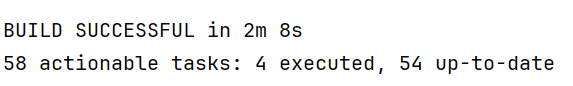 BUILD SUCCESSFUL in 2m 8s
58 actionable tasks: 4 executed, 54 up-to-date